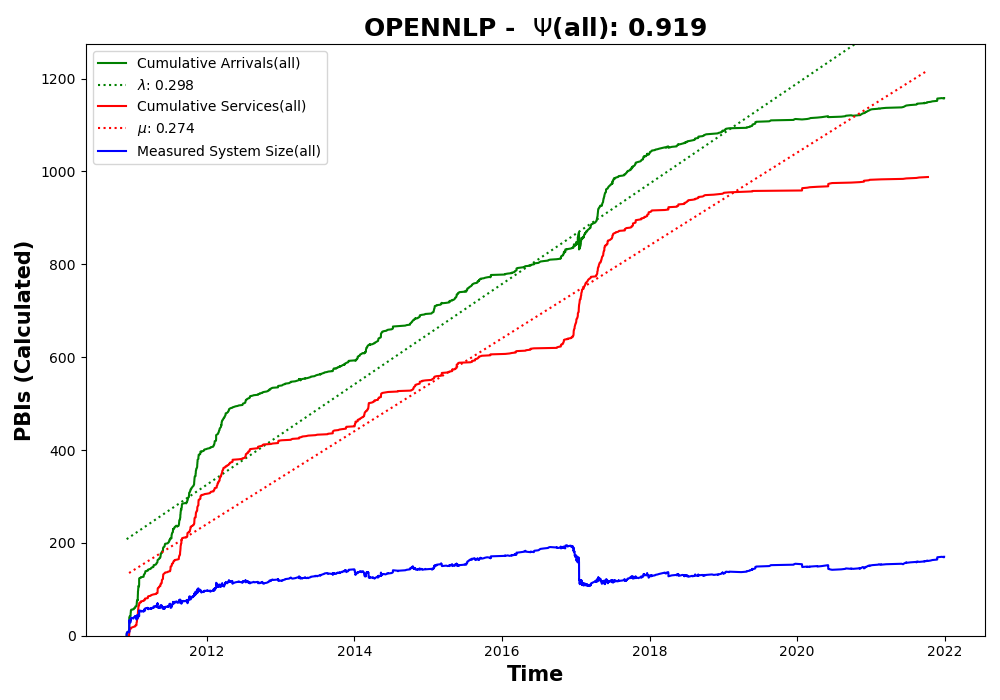 OPENNLP - Ψ(all): 0.919
Cumulative Arrivals(all)
λ: 0.298
Cumulative Services(all)
μ: 0.274
Measured System Size(all)
PBIs (Calculated)
1200
1000
800
600
400
200
0
2012 2014 2016 2018 2020 2022
Time